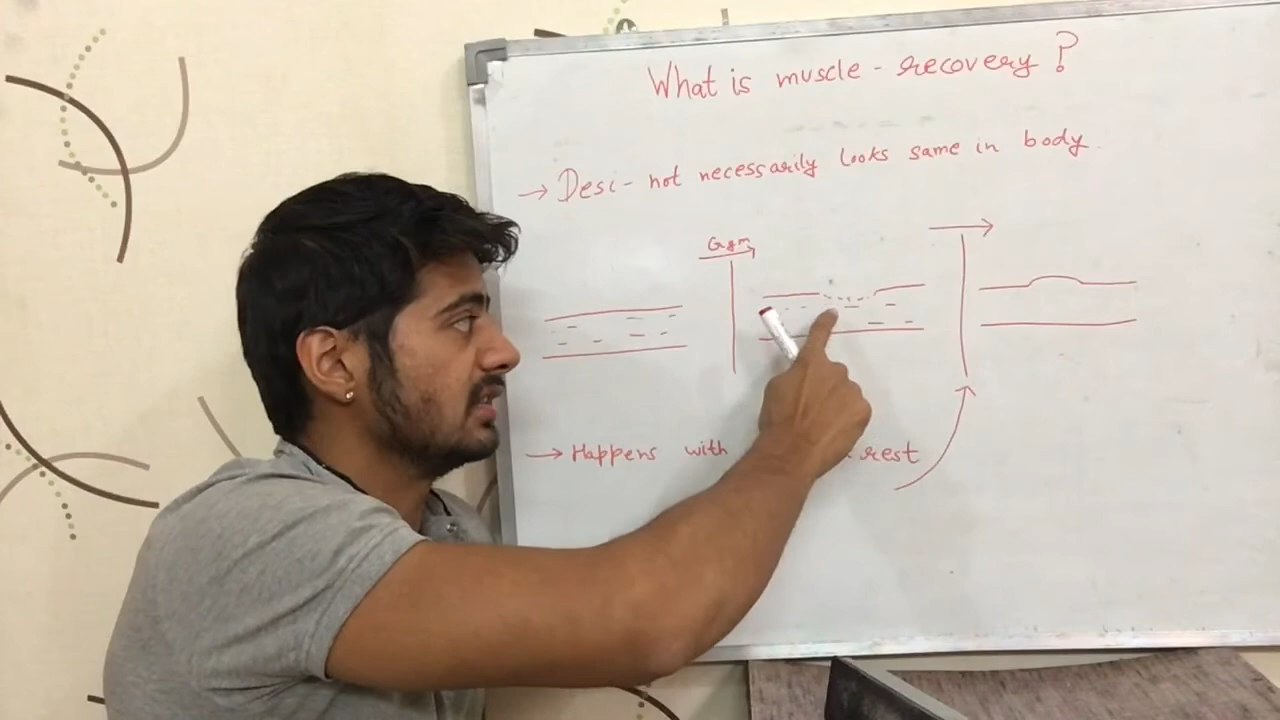 What is muscle - recovery ?
→ Desi - not necessarily looks same in body.
Gym
→ Happens with rest